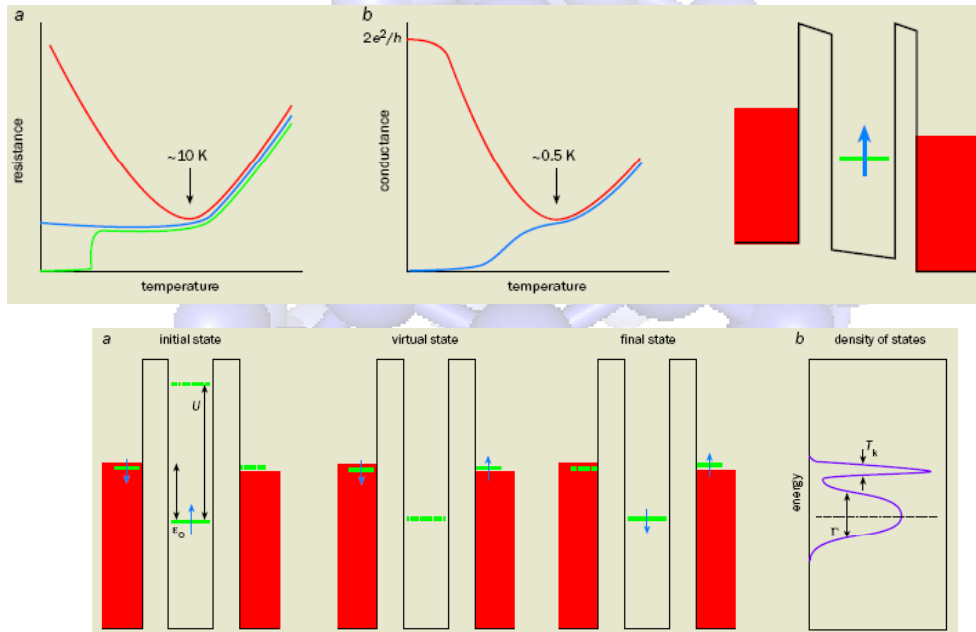 a
resistance
~10 K
temperature
b
2e²/h
conductance
~0.5 K
temperature
a
initial state
U
ε₀
virtual state
final state
b
density of states
energy
Tₖ
Γ